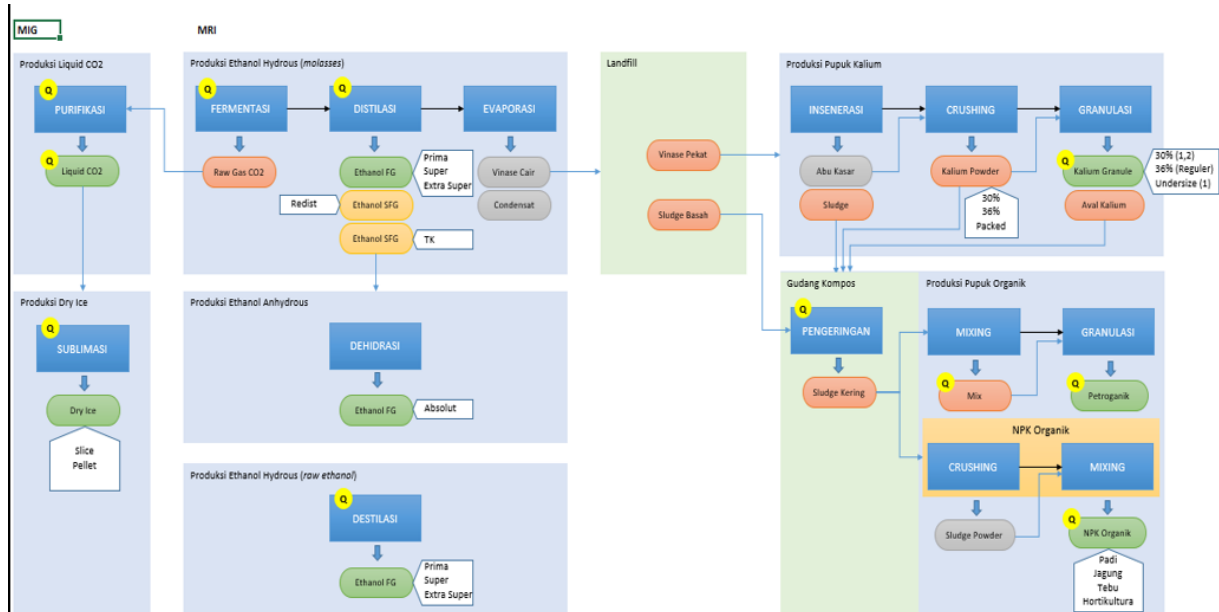 MIG
MRI
Produksi Liquid CO2
Q
PURIFIKASI
Q
Liquid CO2
Produksi Ethanol Hydrous (molasses)
Q
FERMENTASI
Q
DISTILASI
EVAPORASI
Raw Gas CO2
Ethanol FG
Prima
Super
Extra Super
Redist
Ethanol SFG
Ethanol SFG
TK
Vinase Cair
Condensat
Landfill
Vinase Pekat
Sludge Basah
Produksi Pupuk Kalium
INSENERASI
CRUSHING
GRANULASI
Abu Kasar
Sludge
Kalium Powder
30%
36%
Packed
Q
Kalium Granule
30% (1,2)
36% (Reguler)
Undersize (1)
Aval Kalium
Produksi Dry Ice
Q
SUBLIMASI
Dry Ice
Slice
Pellet
Produksi Ethanol Anhydrous
DEHIDRASI
Ethanol FG
Absolut
Produksi Ethanol Hydrous (raw ethanol)
Q
DESTILASI
Ethanol FG
Prima
Super
Extra Super
Gudang Kompos
Q
PENGERINGAN
Sludge Kering
Produksi Pupuk Organik
MIXING
GRANULASI
Q
Mix
Q
Petroganik
NPK Organik
CRUSHING
MIXING
Sludge Powder
Q
NPK Organik
Padi
Jagung
Tebu
Hortikultura